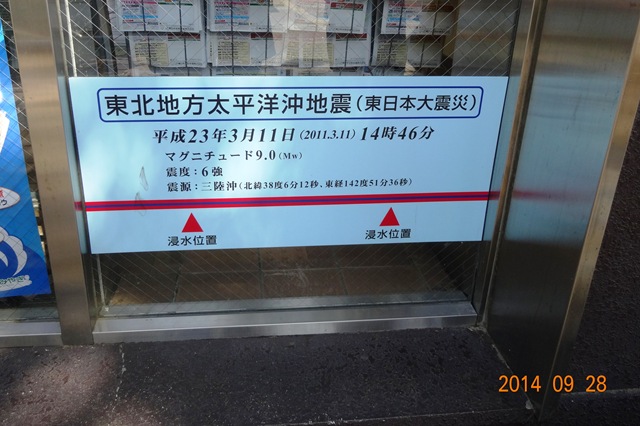 東北地方太平洋沖地震(東日本大震災)
平成23年3月11日(2011.3.11)14時46分
マグニチュード9.0(Mw)
震度:6強
震源:三陸沖(北緯38度6分12秒、東経142度51分36秒)
浸水位置
浸水位置
2014 09 28